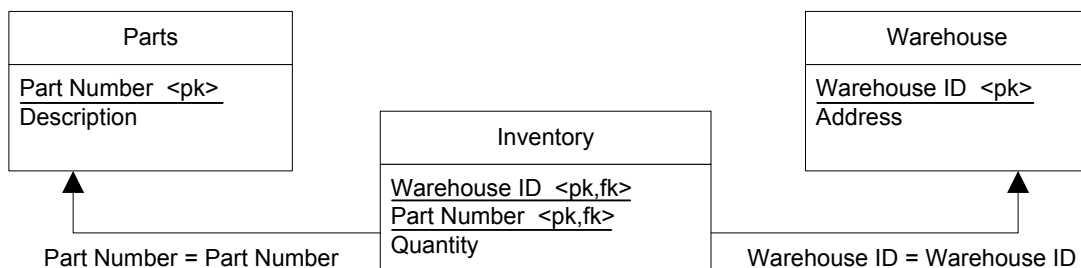 Parts
Part Number <pk>
Description
Warehouse
Warehouse ID <pk>
Address
Inventory
Warehouse ID <pk,fk>
Part Number <pk,fk>
Quantity
Part Number = Part Number
Warehouse ID = Warehouse ID